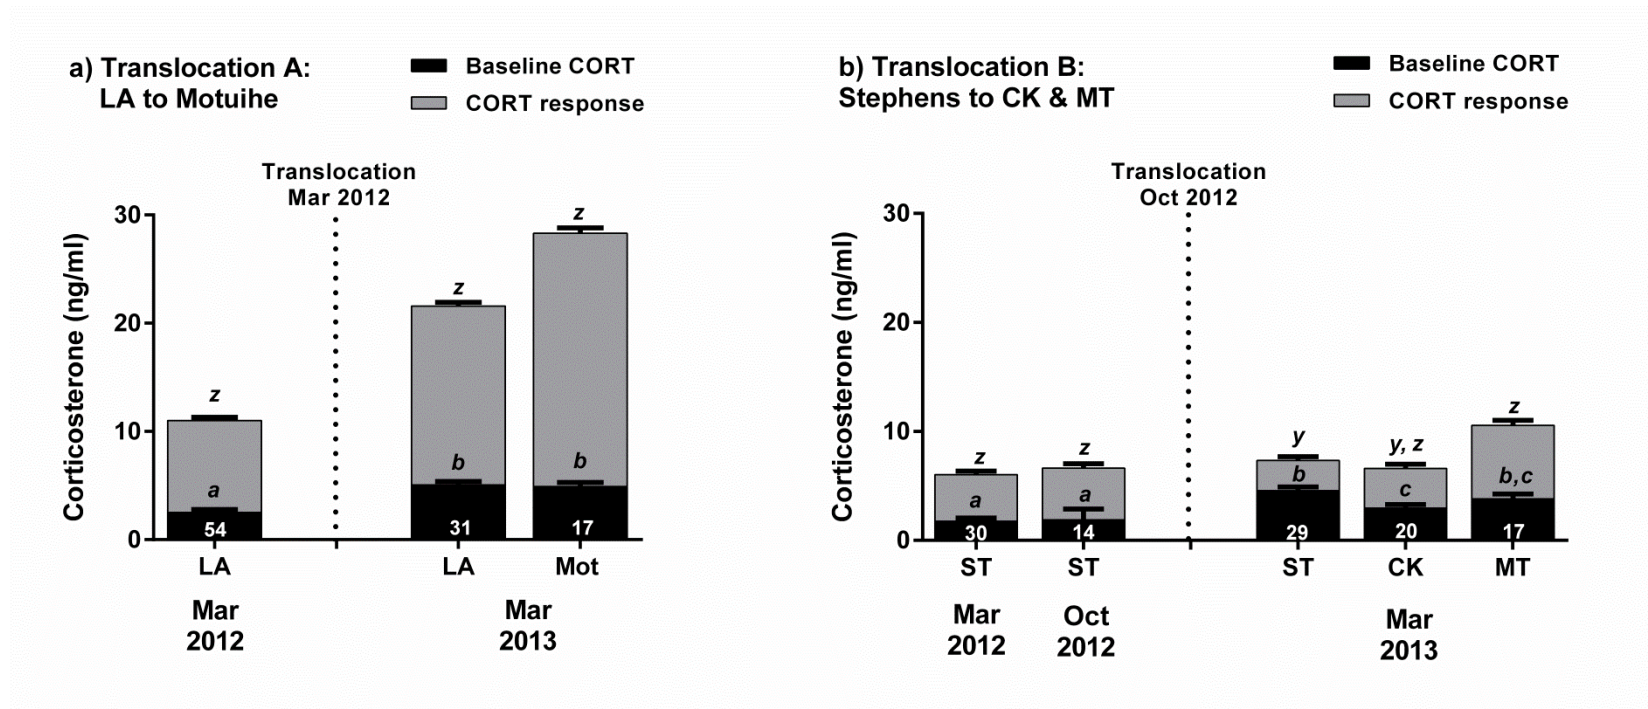 a) Translocation A:
LA to Motuihe
Baseline CORT
CORT response
Translocation
Mar 2012
Corticosterone (ng/ml)
30
20
10
0
z
a
54
z
b
31
z
b
17
LA
LA
Mot
Mar
2012
Mar
2013
b) Translocation B:
Stephens to CK & MT
Baseline CORT
CORT response
Translocation
Oct 2012
Corticosterone (ng/ml)
30
20
10
0
z
a
30
z
a
14
y
b
29
y, z
c
20
z
b,c
17
ST
ST
ST
CK
MT
Mar
2012
Oct
2012
Mar
2013